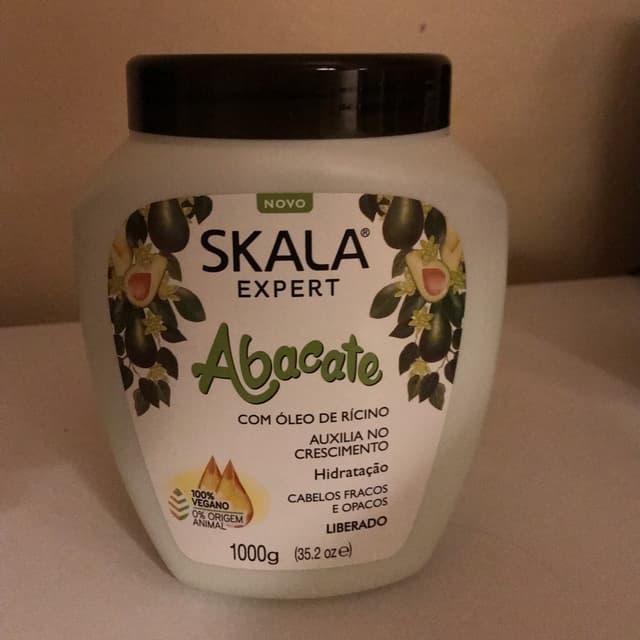 NOVO
SKALA®
EXPERT
Abacate
COM ÓLEO DE RÍCINO
AUXILIA NO
CRESCIMENTO
Hidratação
CABELOS FRACOS
E OPACOS
LIBERADO
100%
VEGANO
0% ORIGEM
ANIMAL
1000g (35.2 oz℮)